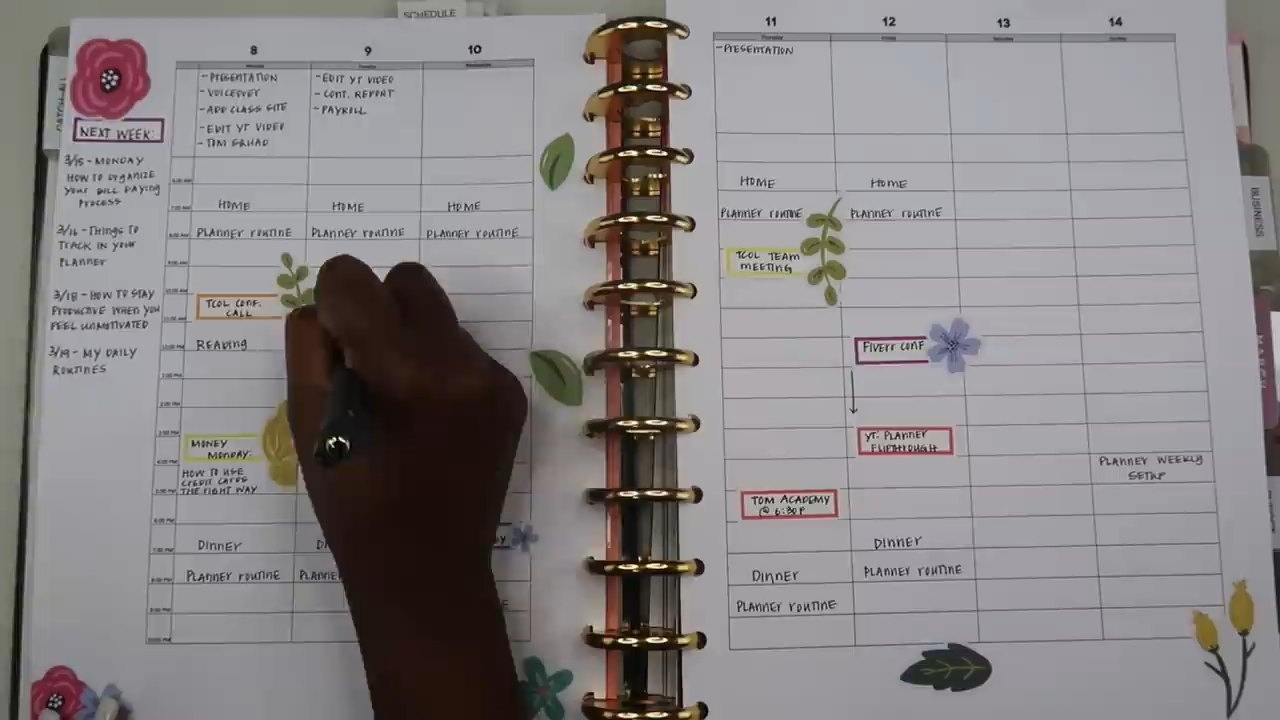 SCHEDULE
8
9
10
- PRESENTATION
- VOICEOVER
- ADD CLASS SITE
- EDIT YT VIDEO
- EDIT YT VIDEO
- CONT. REPORT
- PAYROLL
NEXT WEEK:
3/15 - MONDAY
HOW TO ORGANIZE
YOUR BILL PAYING
PROCESS
3/16 - THINGS TO
TRACK IN YOUR
PLANNER
3/18 - HOW TO STAY
PRODUCTIVE WHEN YOU
FEEL UNMOTIVATED
3/19 - MY DAILY
ROUTINES
HOME
HOME
HOME
PLANNER ROUTINE
PLANNER ROUTINE
PLANNER ROUTINE
TCOL CONF.
CALL
READING
MONEY
MONDAY:
HOW TO USE
CREDIT CARDS
THE RIGHT WAY
DINNER
PLANNER ROUTINE
11
12
13
14
- PRESENTATION
HOME
HOME
PLANNER ROUTINE
PLANNER ROUTINE
TCOL TEAM
MEETING
FIVERR CONF
YT: PLANNER
FLIPTHROUGH
PLANNER WEEKLY
SETUP
TOM ACADEMY
@ 6:30P
DINNER
DINNER
PLANNER ROUTINE
PLANNER ROUTINE
BUSINESS
MARCH